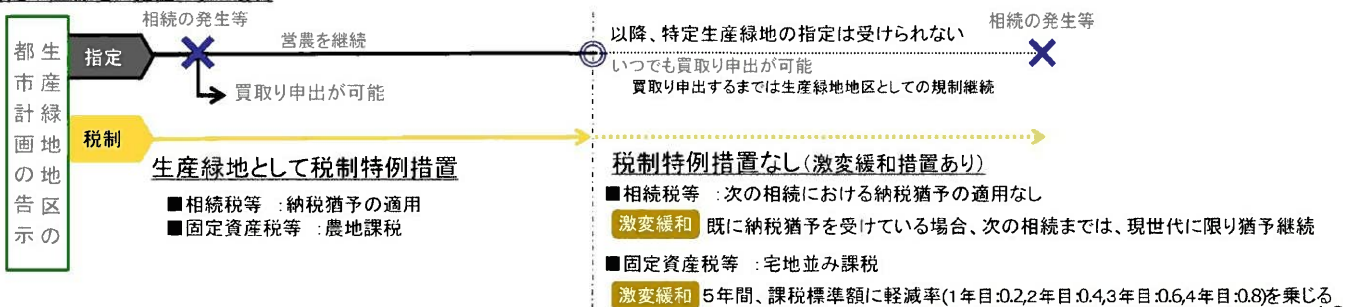 生産緑地地区の
都市計画の告示
指定
相続の発生等
営農を継続
買取り申出が可能
以降、特定生産緑地の指定は受けられない
いつでも買取り申出が可能
買取り申出するまでは生産緑地地区としての規制継続
相続の発生等
税制
生産緑地として税制特例措置
■相続税等 :納税猶予の適用
■固定資産税等 :農地課税
税制特例措置なし(激変緩和措置あり)
■相続税等 :次の相続における納税猶予の適用なし
激変緩和 既に納税猶予を受けている場合、次の相続までは、現世代に限り猶予継続
■固定資産税等 :宅地並み課税
激変緩和 5年間、課税標準額に軽減率(1年目:0.2,2年目:0.4,3年目:0.6,4年目:0.8)を乗じる